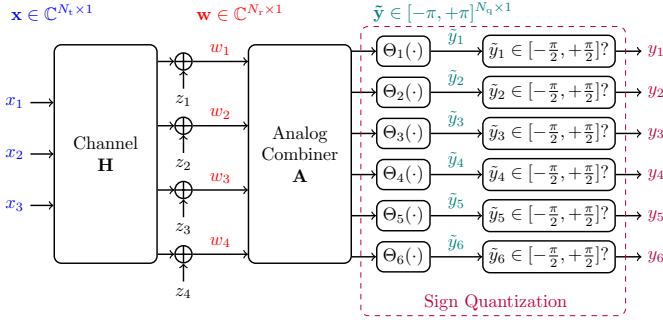 𝐱 ∈ ℂ^{N_t×1}
𝐰 ∈ ℂ^{N_r×1}
𝐲̃ ∈ [−π, +π]^{N_q×1}
x_1
x_2
x_3
Channel
𝐇
z_1
z_2
z_3
z_4
w_1
w_2
w_3
w_4
Analog
Combiner
𝐀
Θ_1(·) ỹ_1 ỹ_1 ∈ [−π/2, +π/2]? y_1
Θ_2(·) ỹ_2 ỹ_2 ∈ [−π/2, +π/2]? y_2
Θ_3(·) ỹ_3 ỹ_3 ∈ [−π/2, +π/2]? y_3
Θ_4(·) ỹ_4 ỹ_4 ∈ [−π/2, +π/2]? y_4
Θ_5(·) ỹ_5 ỹ_5 ∈ [−π/2, +π/2]? y_5
Θ_6(·) ỹ_6 ỹ_6 ∈ [−π/2, +π/2]? y_6
Sign Quantization